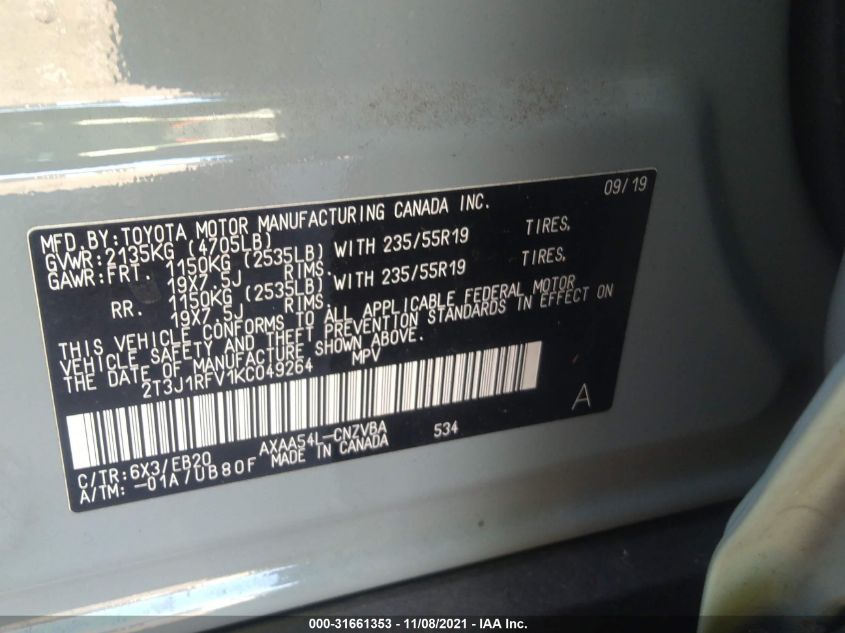 09/19
MFD.BY:TOYOTA MOTOR MANUFACTURING CANADA INC.
GVWR:2135KG (4705LB)
GAWR:FRT. 1150KG (2535LB) WITH 235/55R19 TIRES,
19X7.5J RIMS.
RR. 1150KG (2535LB) WITH 235/55R19 TIRES,
19X7.5J RIMS.
THIS VEHICLE CONFORMS TO ALL APPLICABLE FEDERAL MOTOR
VEHICLE SAFETY AND THEFT PREVENTION STANDARDS IN EFFECT ON
THE DATE OF MANUFACTURE SHOWN ABOVE.
2T3J1RFV1KC049264 MPV
A
C/TR:6X3/EB20 AXAA54L-CNZVBA 534
A/TM: -01A/UB80F MADE IN CANADA
000-31661353 - 11/08/2021 - IAA Inc.